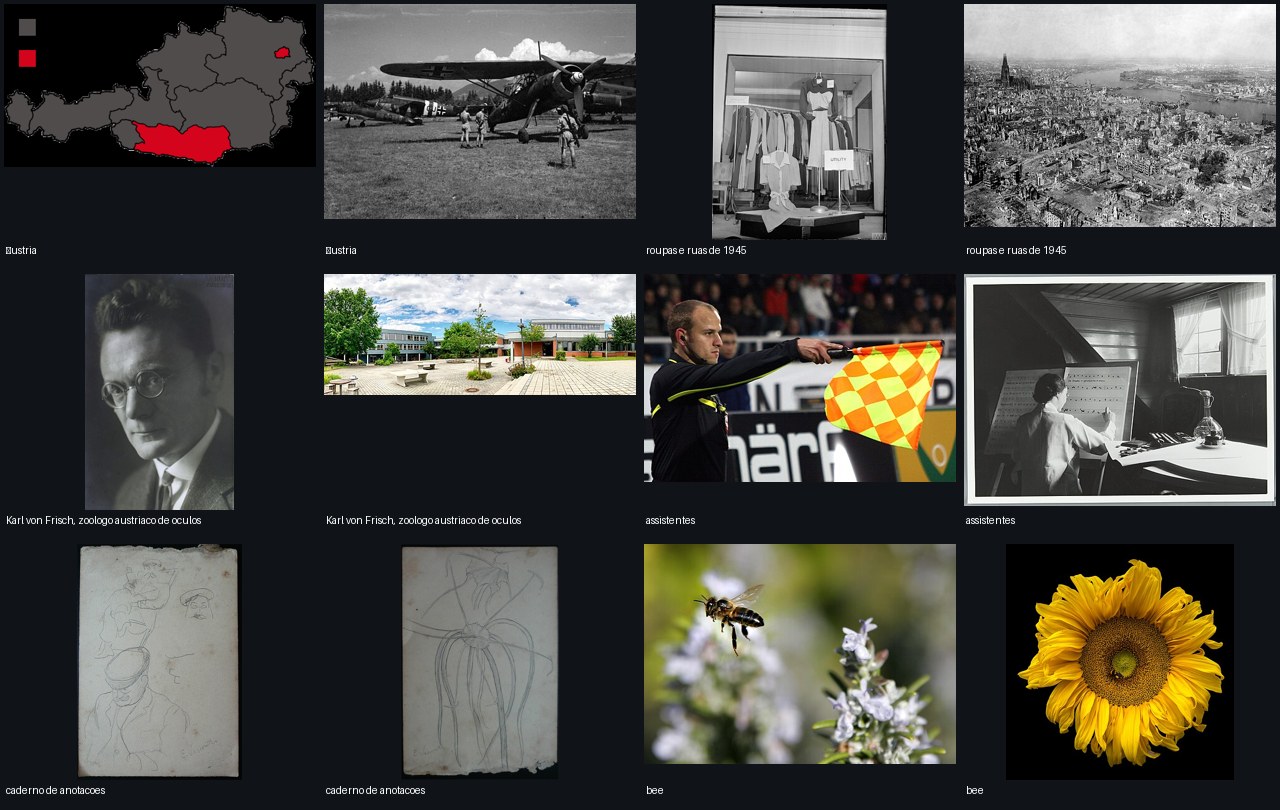 ustria
ustria
roupas e ruas de 1945
roupas e ruas de 1945
UTILITY
Karl von Frisch, zoologo austriaco de oculos
Karl von Frisch, zoologo austriaco de oculos
assistentes
assistentes
caderno de anotacoes
caderno de anotacoes
bee
bee